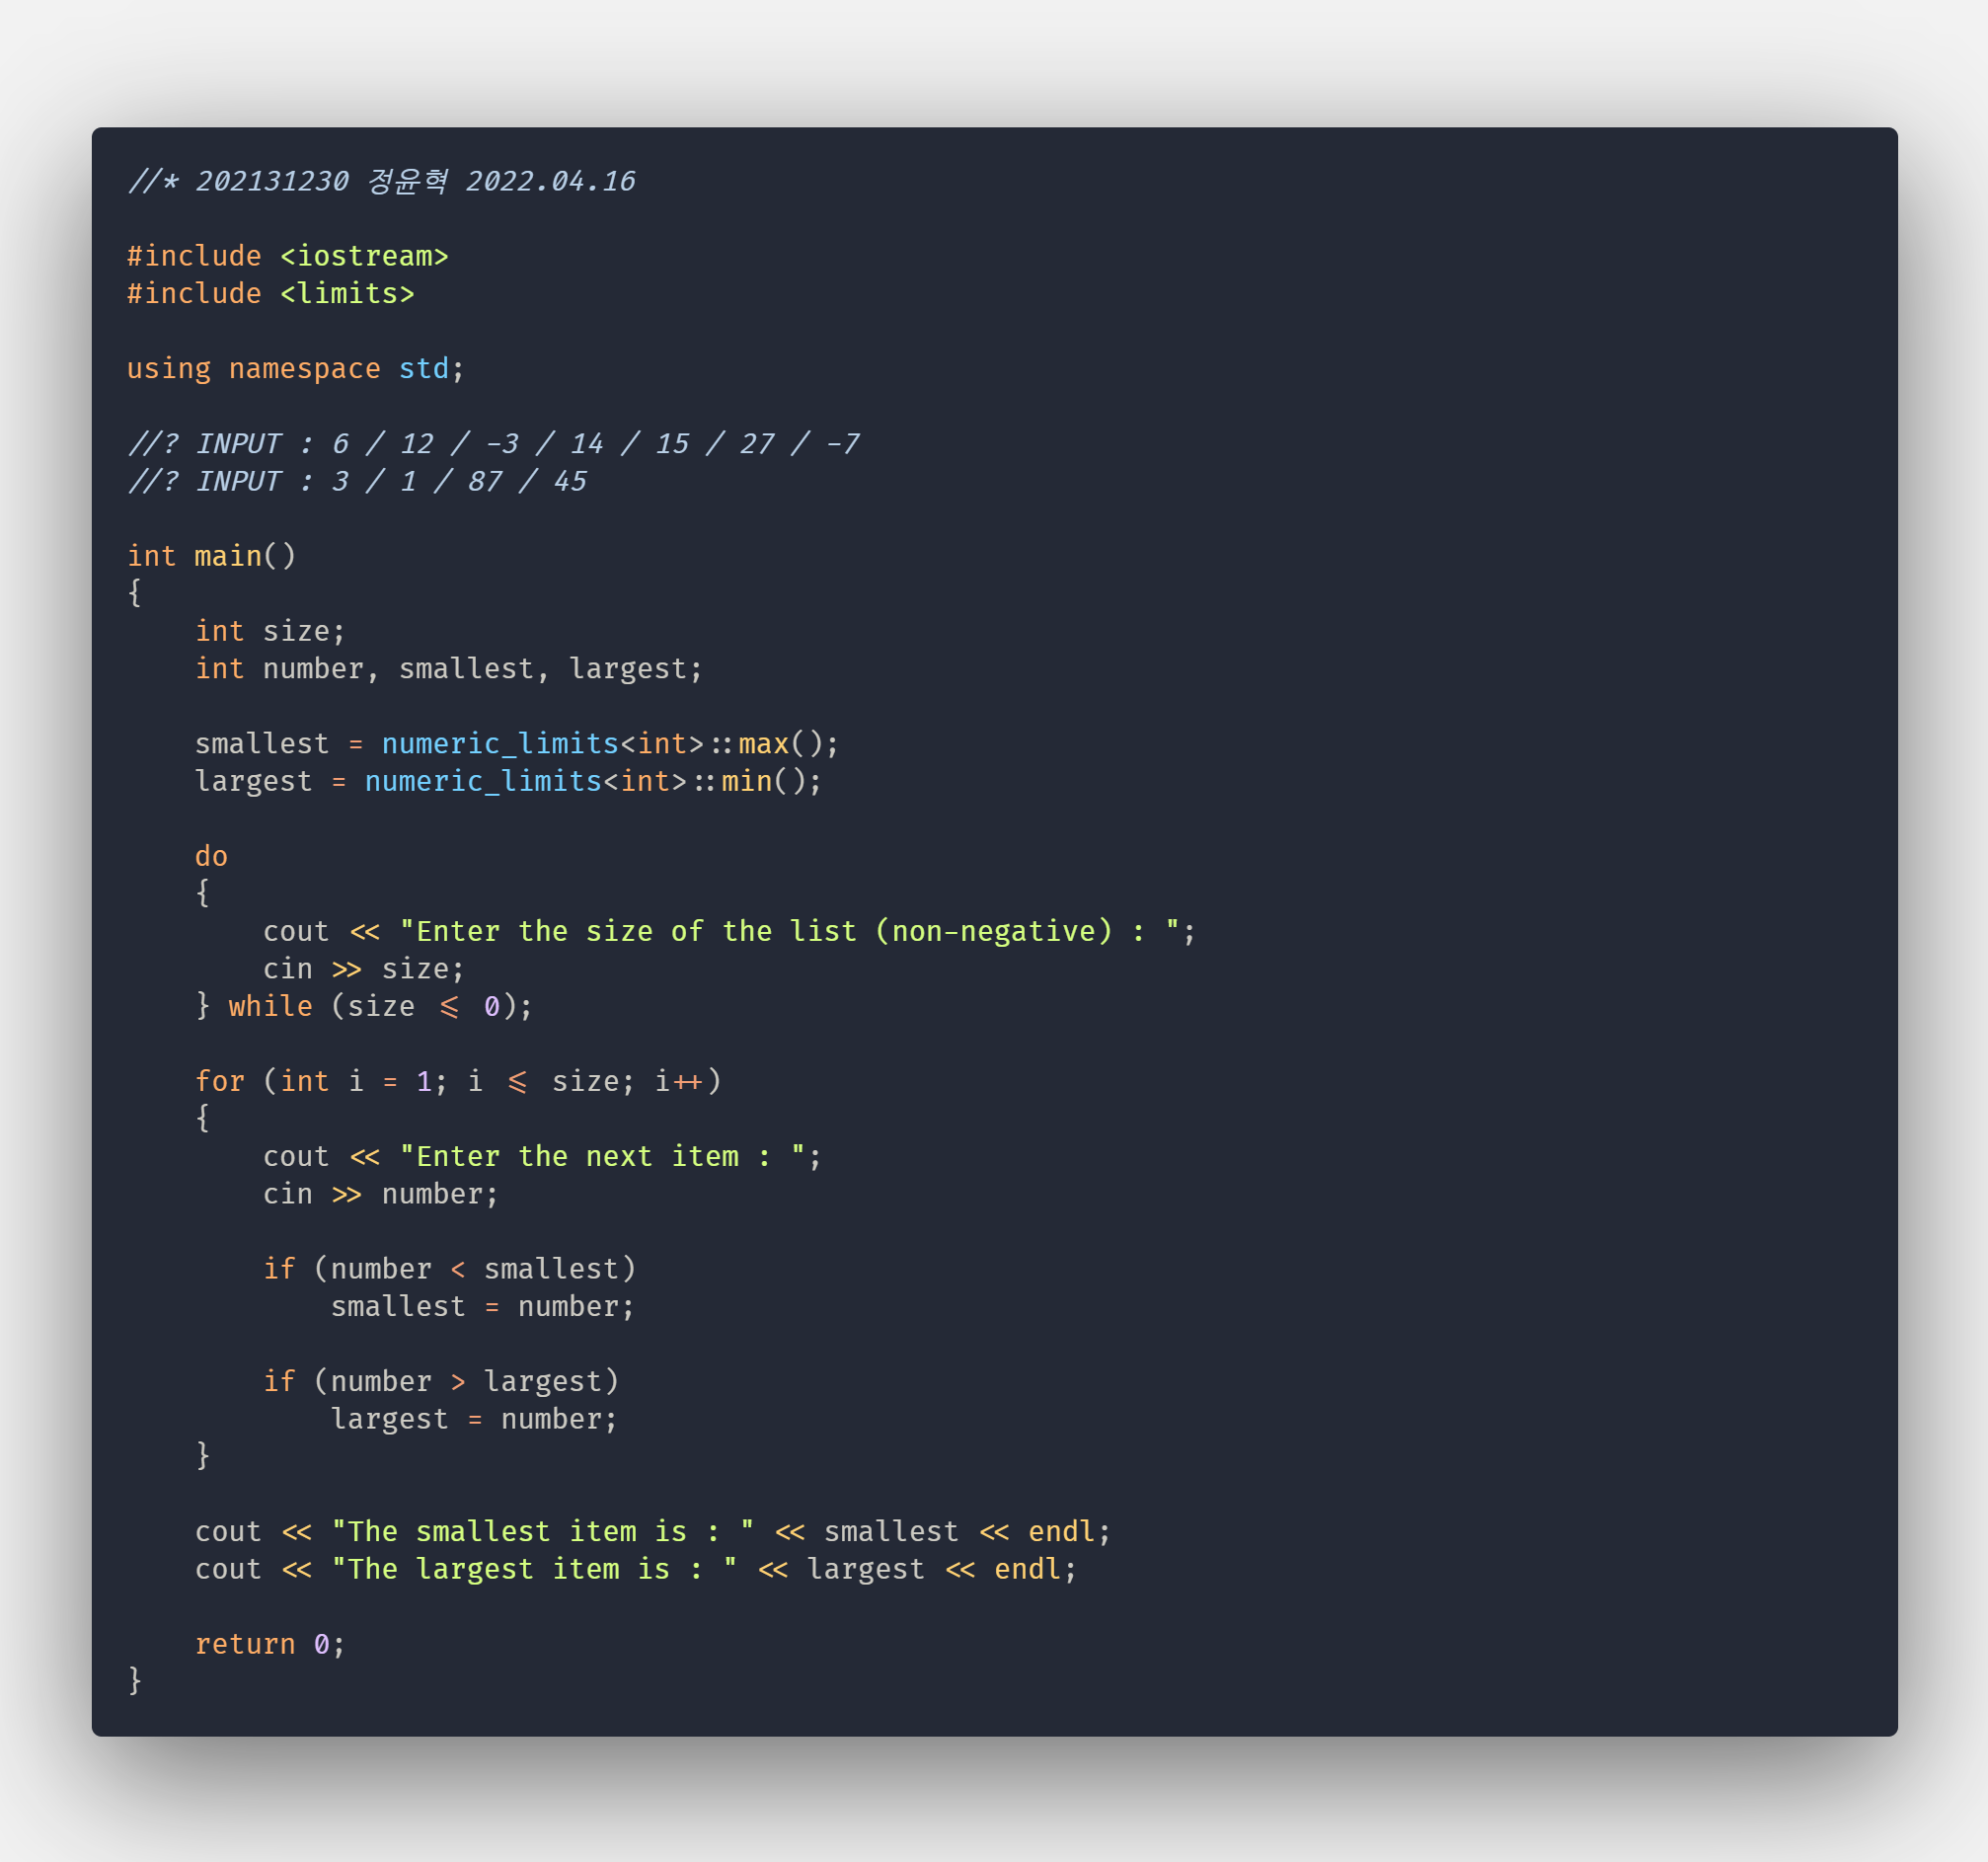 //* 202131230 정윤혁 2022.04.16

#include <iostream>
#include <limits>

using namespace std;

//? INPUT : 6 / 12 / -3 / 14 / 15 / 27 / -7
//? INPUT : 3 / 1 / 87 / 45

int main()
{
    int size;
    int number, smallest, largest;

    smallest = numeric_limits<int>::max();
    largest = numeric_limits<int>::min();

    do
    {
        cout << "Enter the size of the list (non-negative) : ";
        cin >> size;
    } while (size <= 0);

    for (int i = 1; i <= size; i++)
    {
        cout << "Enter the next item : ";
        cin >> number;

        if (number < smallest)
            smallest = number;

        if (number > largest)
            largest = number;
    }

    cout << "The smallest item is : " << smallest << endl;
    cout << "The largest item is : " << largest << endl;

    return 0;
}